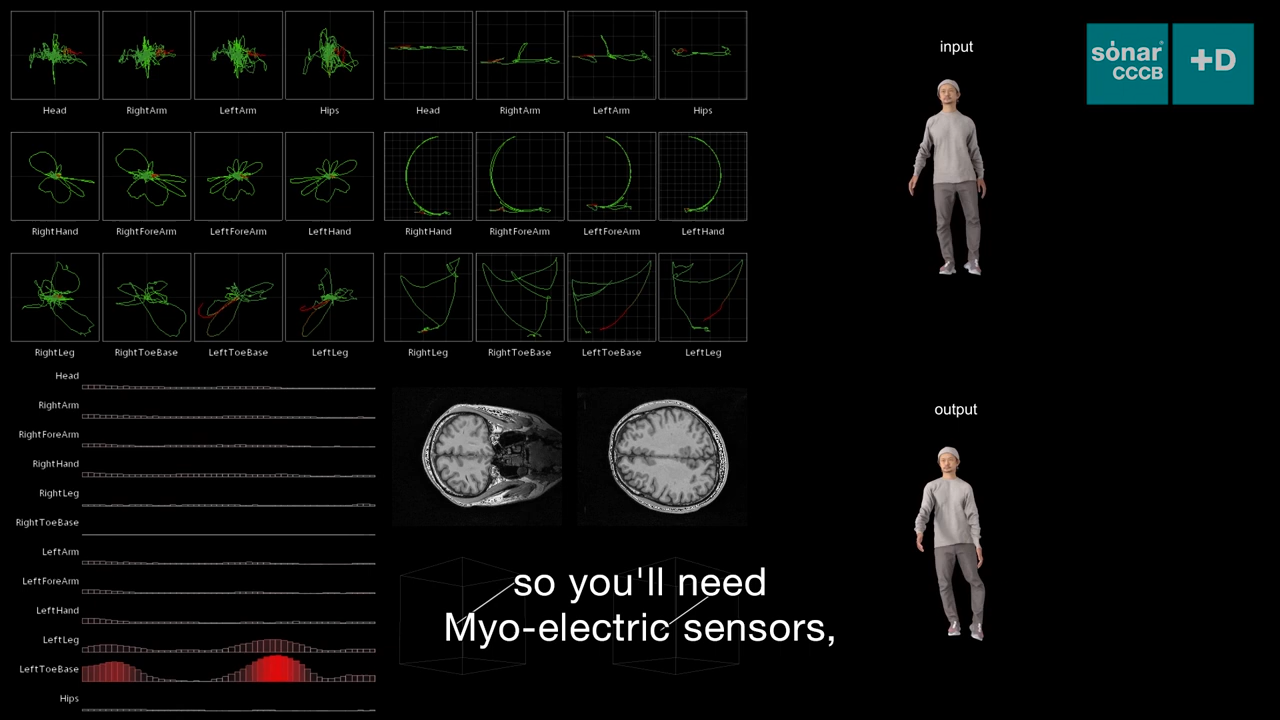 Head RightArm LeftArm Hips Head RightArm LeftArm Hips
RightHand RightForeArm LeftForeArm LeftHand RightHand RightForeArm LeftForeArm LeftHand
RightLeg RightToeBase LeftToeBase LeftLeg RightLeg RightToeBase LeftToeBase LeftLeg
Head
RightArm
RightForeArm
RightHand
RightLeg
RightToeBase
LeftArm
LeftForeArm
LeftHand
LeftLeg
LeftToeBase
Hips
input
output
sónar
CCCB
+D
so you'll need
Myo-electric sensors,